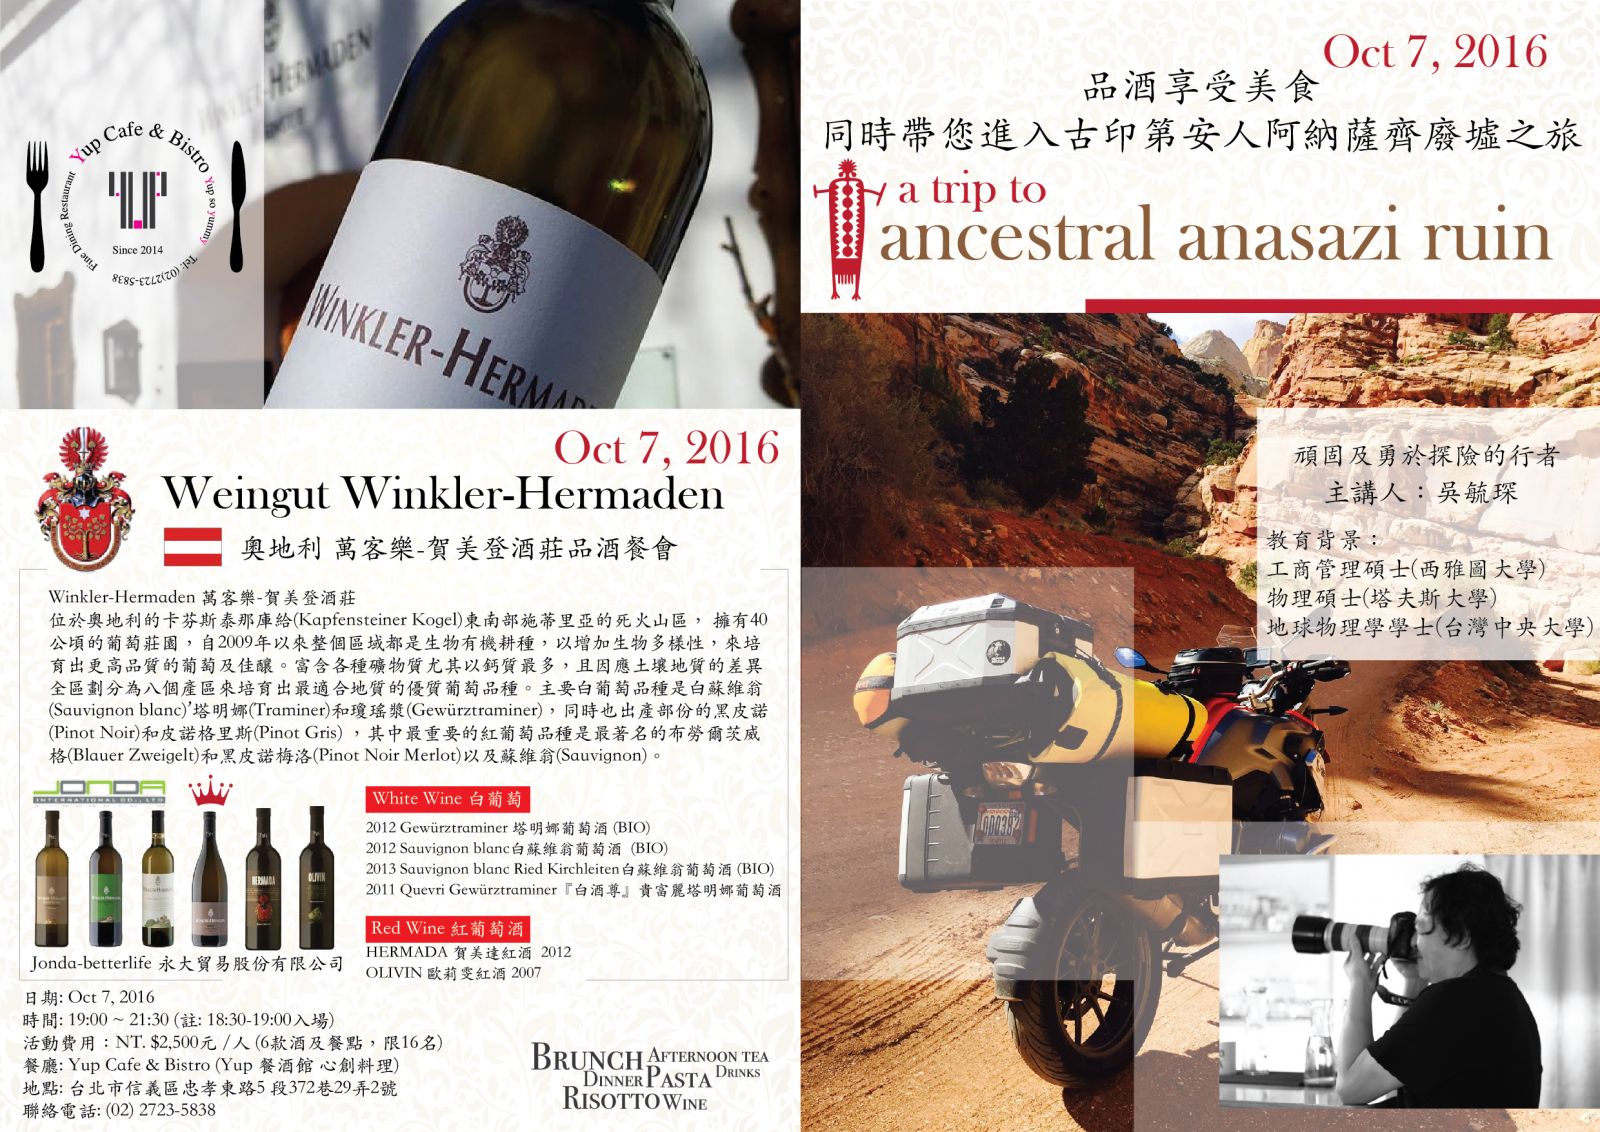 WINKLER-HERMADEN
Yup Cafe & Bistro
Yup so yummy
Fine Dining Restaurant
Since 2014
Tel: (02)2723-5838
WINKLER-HERMADEN
Oct 7, 2016
Weingut Winkler-Hermaden
奧地利 萬客樂-賀美登酒莊品酒餐會
Winkler-Hermaden 萬客樂-賀美登酒莊
位於奧地利的卡芬斯泰那庫給(Kapfensteiner Kogel)東南部施蒂里亞的死火山區， 擁有40
公頃的葡萄莊園，自2009年以來整個區域都是生物有機耕種，以增加生物多樣性，來培
育出更高品質的葡萄及佳釀。富含各種礦物質尤其以鈣質最多，且因應土壤地質的差異
全區劃分為八個產區來培育出最適合地質的優質葡萄品種。主要白葡萄品種是白蘇維翁
(Sauvignon blanc)’塔明娜(Traminer)和瓊瑤漿(Gewürztraminer)，同時也出產部份的黑皮諾
(Pinot Noir)和皮諾格里斯(Pinot Gris) ，其中最重要的紅葡萄品種是最著名的布勞爾茨威
格(Blauer Zweigelt)和黑皮諾梅洛(Pinot Noir Merlot)以及蘇維翁(Sauvignon)。
JONDA
INTERNATIONAL CO., LTD
HERMADA
OLIVIN
Jonda-betterlife 永大貿易股份有限公司
White Wine 白葡萄
2012 Gewürztraminer 塔明娜葡萄酒 (BIO)
2012 Sauvignon blanc白蘇維翁葡萄酒 (BIO)
2013 Sauvignon blanc Ried Kirchleiten白蘇維翁葡萄酒 (BIO)
2011 Quevri Gewürztraminer『白酒尊』貴富麗塔明娜葡萄酒
Red Wine 紅葡萄酒
HERMADA 賀美達紅酒 2012
OLIVIN 歐莉雯紅酒 2007
日期: Oct 7, 2016
時間: 19:00 ~ 21:30 (註: 18:30-19:00入場)
活動費用：NT. $2,500元 /人 (6款酒及餐點，限16名)
餐廳: Yup Cafe & Bistro (Yup 餐酒館 心創料理)
地點: 台北市信義區忠孝東路5 段372巷29弄2號
聯絡電話: (02) 2723-5838
BRUNCH AFTERNOON TEA
DINNER PASTA DRINKS
RISOTTO WINE
Oct 7, 2016
品酒享受美食
同時帶您進入古印第安人阿納薩齊廢墟之旅
a trip to
ancestral anasazi ruin
頑固及勇於探險的行者
主講人：吳毓琛
教育背景：
工商管理碩士(西雅圖大學)
物理碩士(塔夫斯大學)
地球物理學學士(台灣中央大學)